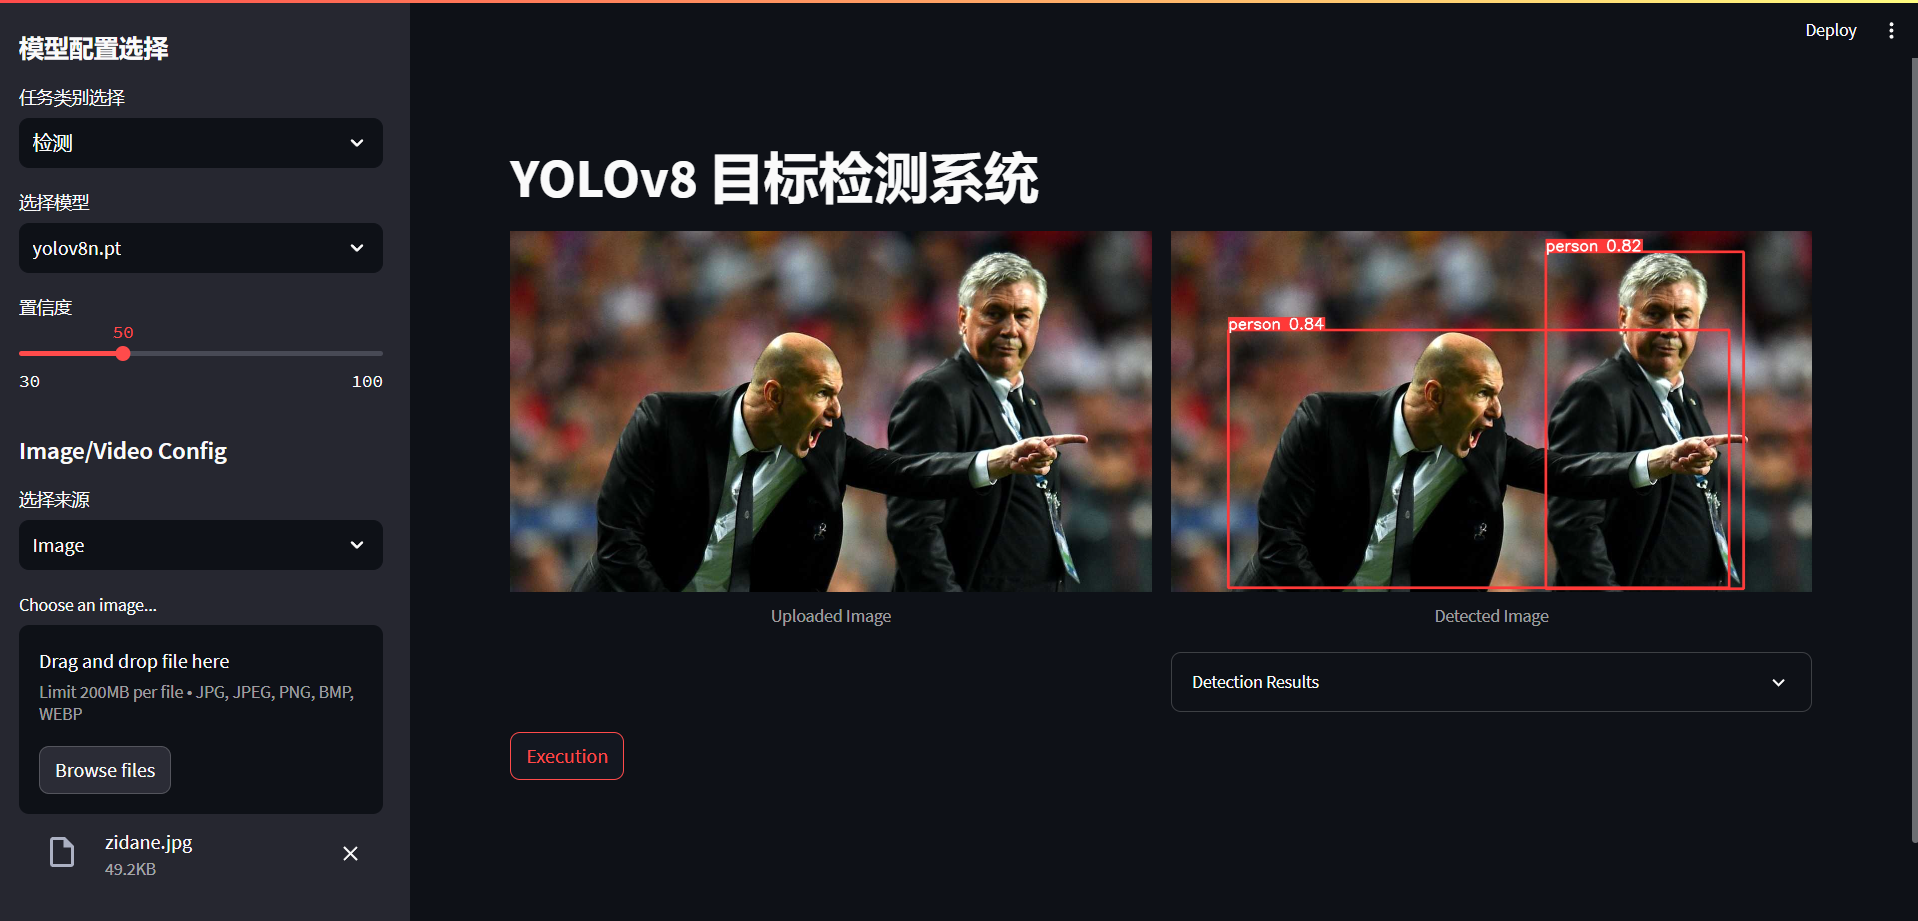 模型配置选择
任务类别选择
检测
选择模型
yolov8n.pt
置信度
50
30
100
Image/Video Config
选择来源
Image
Choose an image...
Drag and drop file here
Limit 200MB per file • JPG, JPEG, PNG, BMP,
WEBP
Browse files
zidane.jpg
49.2KB
Deploy
YOLOv8 目标检测系统
person 0.82
person 0.84
Uploaded Image
Detected Image
Detection Results
Execution